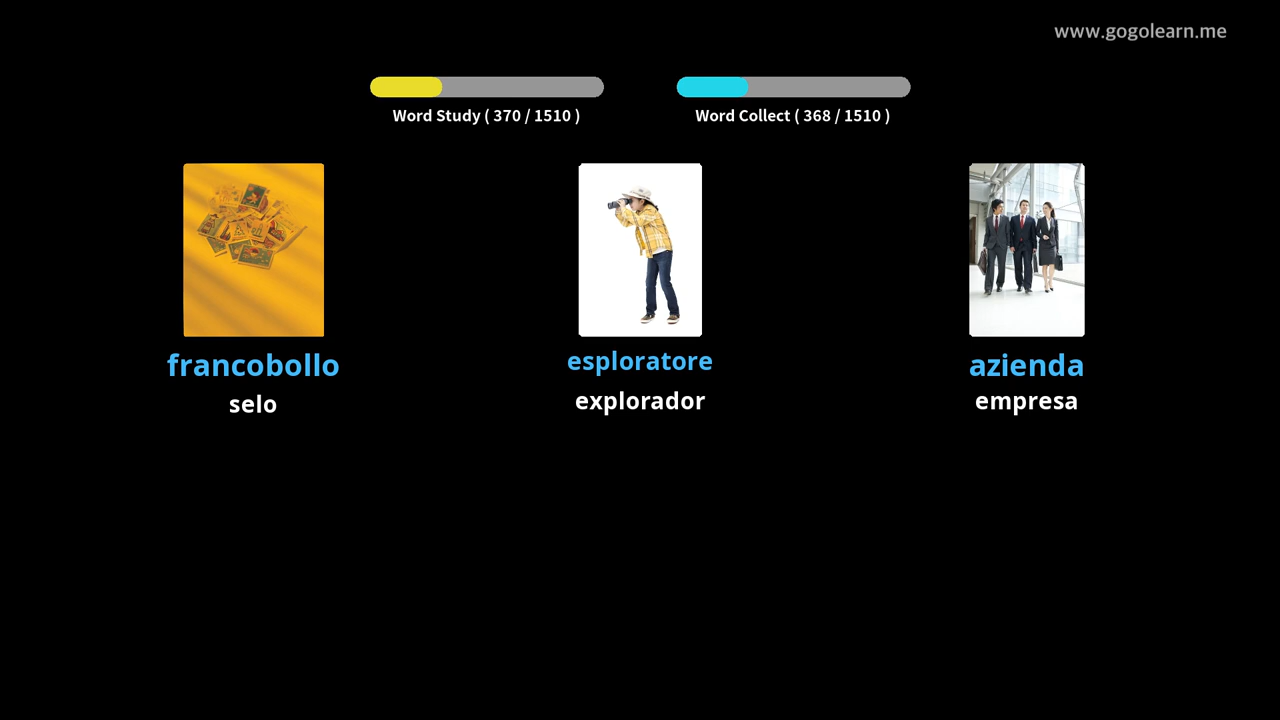 www.gogolearn.me
Word Study ( 370 / 1510 )
Word Collect ( 368 / 1510 )
francobollo
selo
esploratore
explorador
azienda
empresa